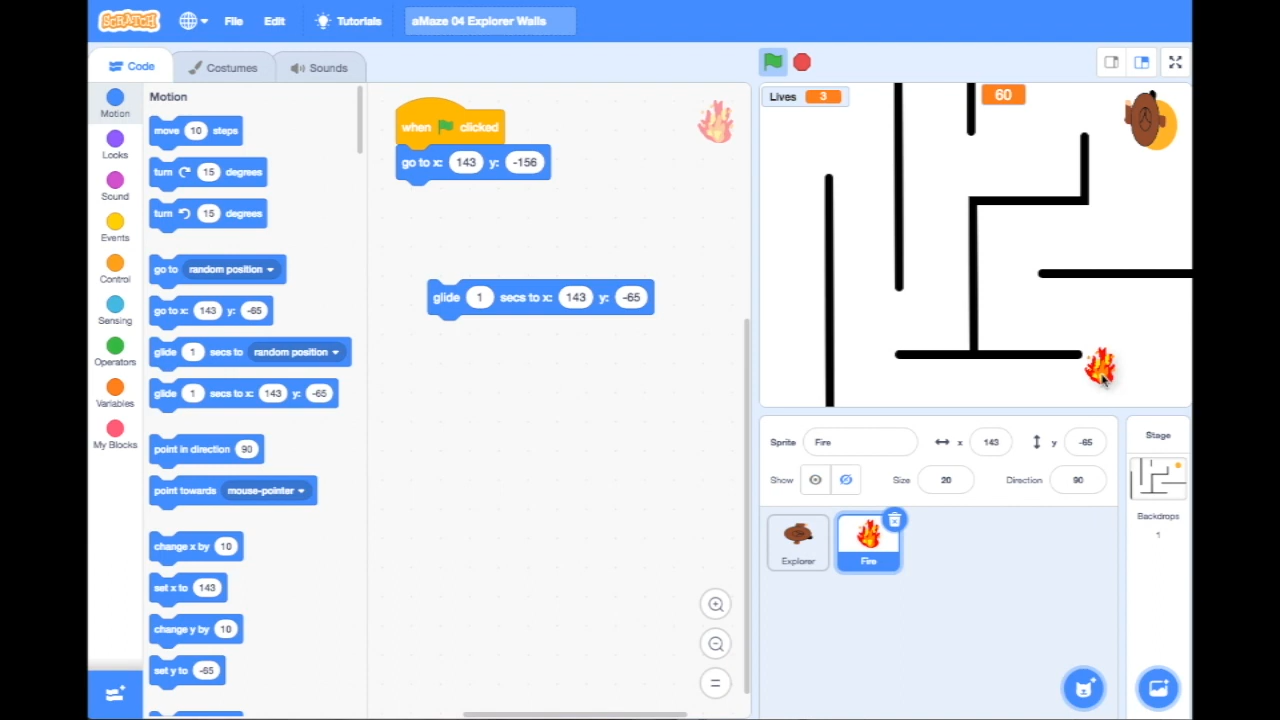 SCRATCH File Edit Tutorials aMaze 04 Explorer Walls
Code Costumes Sounds
Motion
Looks
Sound
Events
Control
Sensing
Operators
Variables
My Blocks
Motion
move 10 steps
turn 15 degrees
turn 15 degrees
go to random position
go to x: 143 y: -65
glide 1 secs to random position
glide 1 secs to x: 143 y: -65
point in direction 90
point towards mouse-pointer
change x by 10
set x to 143
change y by 10
set y to -65
when clicked
go to x: 143 y: -156
glide 1 secs to x: 143 y: -65
Lives 3
60
Sprite Fire x 143 y -65
Show Size 20 Direction 90
Explorer
Fire
Stage
Backdrops
1